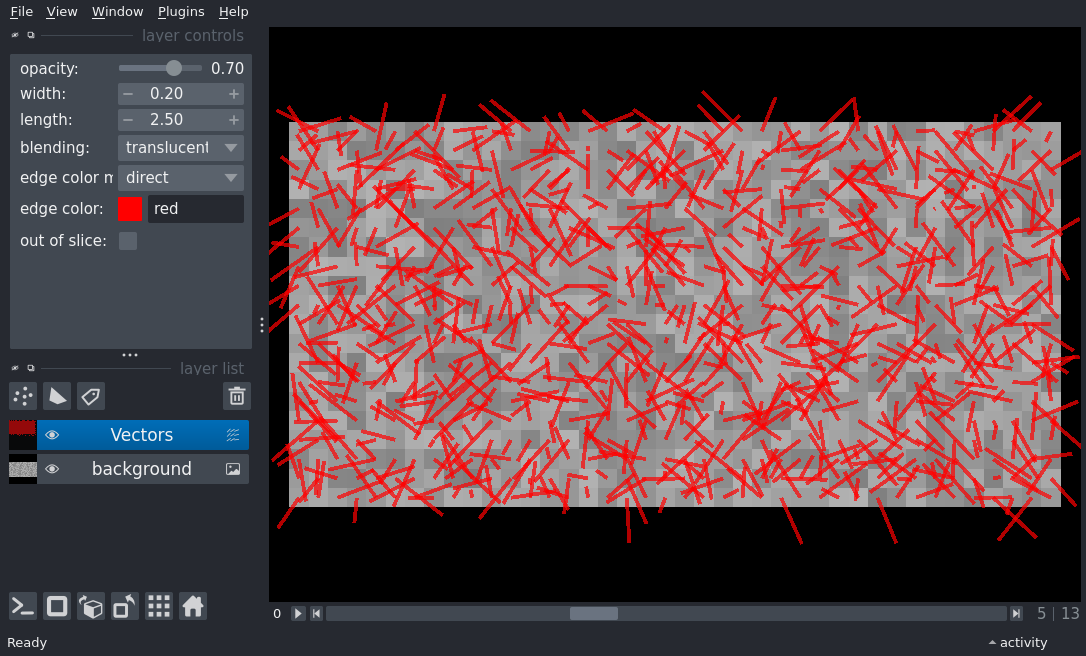 File View Window Plugins Help
layer controls
opacity: 0.70
width: − 0.20 +
length: − 2.50 +
blending: translucent
edge color m direct
edge color: red
out of slice:
layer list
Vectors
background
0 5 | 13
Ready activity